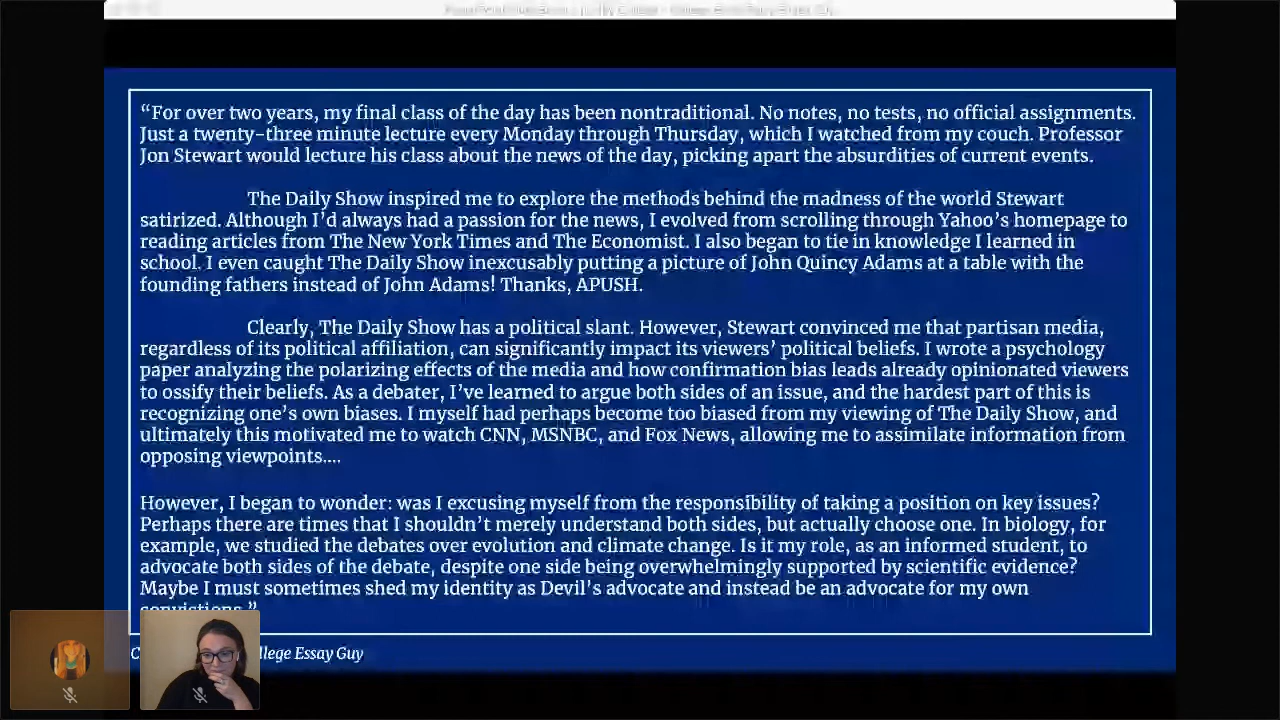 “For over two years, my final class of the day has been nontraditional. No notes, no tests, no official assignments.
Just a twenty-three minute lecture every Monday through Thursday, which I watched from my couch. Professor
Jon Stewart would lecture his class about the news of the day, picking apart the absurdities of current events.
The Daily Show inspired me to explore the methods behind the madness of the world Stewart
satirized. Although I’d always had a passion for the news, I evolved from scrolling through Yahoo’s homepage to
reading articles from The New York Times and The Economist. I also began to tie in knowledge I learned in
school. I even caught The Daily Show inexcusably putting a picture of John Quincy Adams at a table with the
founding fathers instead of John Adams! Thanks, APUSH.
Clearly, The Daily Show has a political slant. However, Stewart convinced me that partisan media,
regardless of its political affiliation, can significantly impact its viewers’ political beliefs. I wrote a psychology
paper analyzing the polarizing effects of the media and how confirmation bias leads already opinionated viewers
to ossify their beliefs. As a debater, I’ve learned to argue both sides of an issue, and the hardest part of this is
recognizing one’s own biases. I myself had perhaps become too biased from my viewing of The Daily Show, and
ultimately this motivated me to watch CNN, MSNBC, and Fox News, allowing me to assimilate information from
opposing viewpoints....
However, I began to wonder: was I excusing myself from the responsibility of taking a position on key issues?
Perhaps there are times that I shouldn’t merely understand both sides, but actually choose one. In biology, for
example, we studied the debates over evolution and climate change. Is it my role, as an informed student, to
advocate both sides of the debate, despite one side being overwhelmingly supported by scientific evidence?
Maybe I must sometimes shed my identity as Devil’s advocate and instead be an advocate for my own
convictions.”
Essay Guy